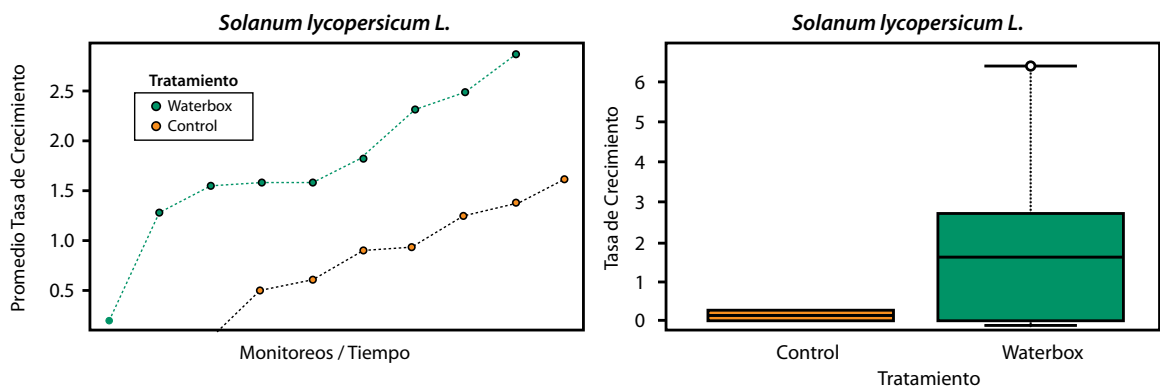 Solanum lycopersicum L.
Promedio Tasa de Crecimiento
2.5
2.0
1.5
1.0
0.5
Tratamiento
Waterbox
Control
Monitoreos / Tiempo
Solanum lycopersicum L.
Tasa de Crecimiento
6
5
4
3
2
1
0
Control
Waterbox
Tratamiento